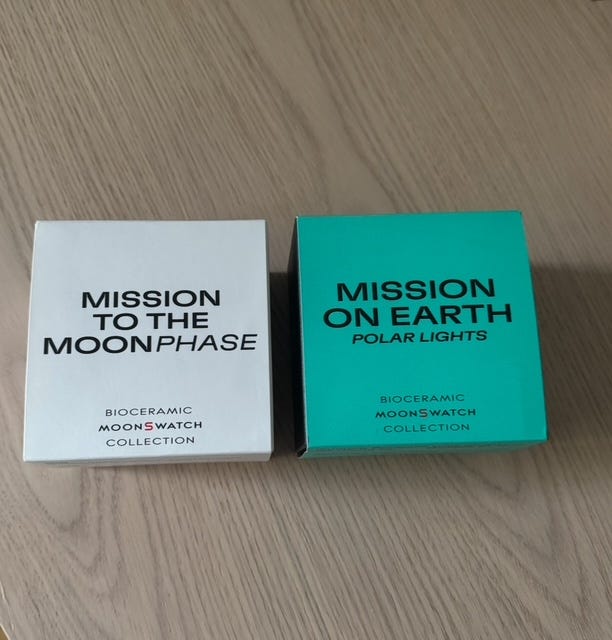 MISSION
TO THE
MOONPHASE
BIOCERAMIC
MOONSWATCH
COLLECTION
MISSION
ON EARTH
POLAR LIGHTS
BIOCERAMIC
MOONSWATCH
COLLECTION